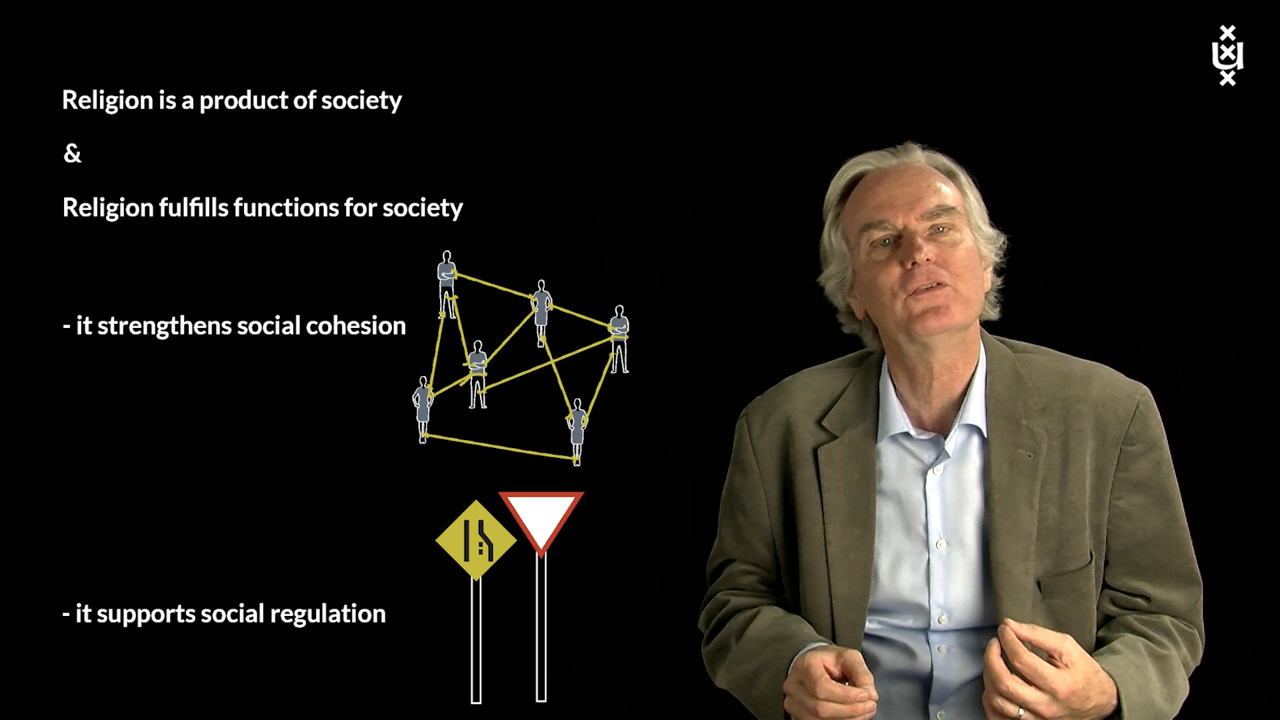 Religion is a product of society
&
Religion fulfills functions for society
- it strengthens social cohesion
- it supports social regulation